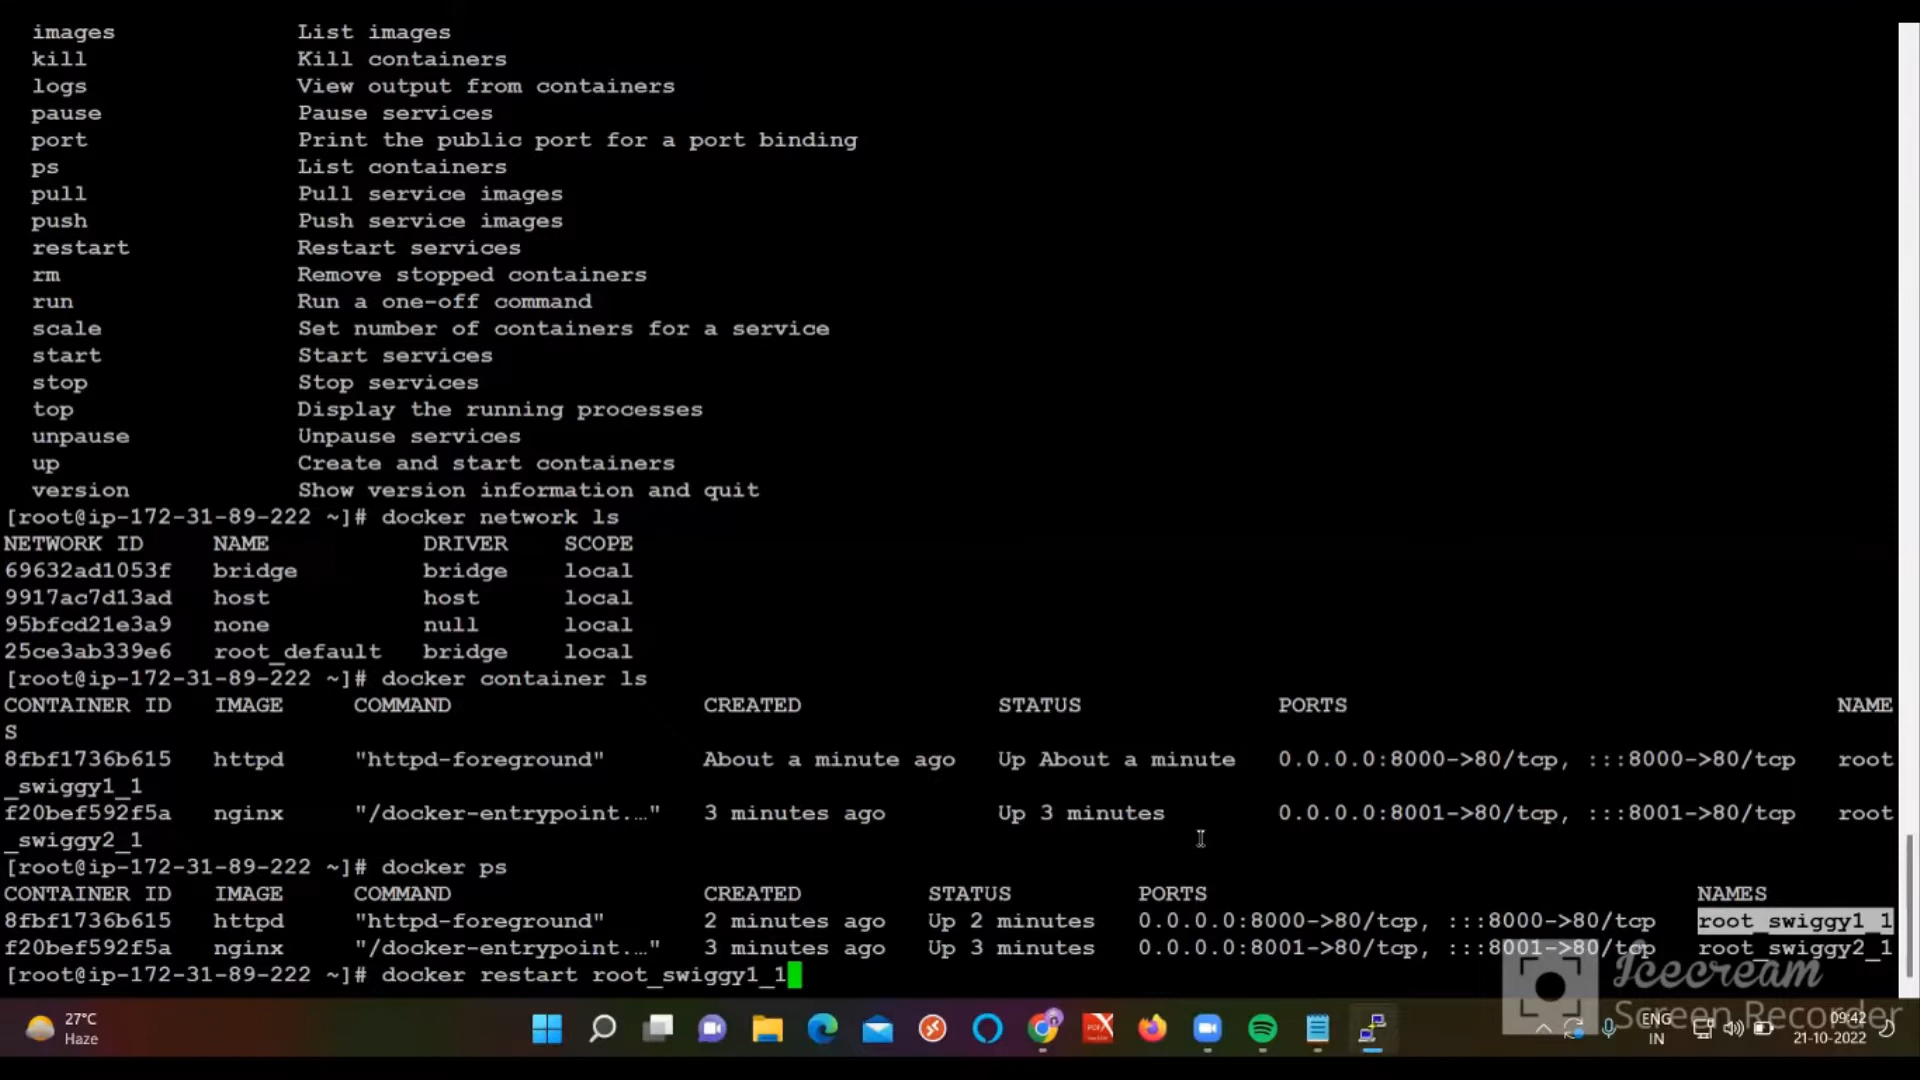 images List images
kill Kill containers
logs View output from containers
pause Pause services
port Print the public port for a port binding
ps List containers
pull Pull service images
push Push service images
restart Restart services
rm Remove stopped containers
run Run a one-off command
scale Set number of containers for a service
start Start services
stop Stop services
top Display the running processes
unpause Unpause services
up Create and start containers
version Show version information and quit
[root@ip-172-31-89-222 ~]# docker network ls
NETWORK ID NAME DRIVER SCOPE
69632ad1053f bridge bridge local
9917ac7d13ad host host local
95bfcd21e3a9 none null local
25ce3ab339e6 root_default bridge local
[root@ip-172-31-89-222 ~]# docker container ls
CONTAINER ID IMAGE COMMAND CREATED STATUS PORTS NAME
S
8fbf1736b615 httpd "httpd-foreground" About a minute ago Up About a minute 0.0.0.0:8000->80/tcp, :::8000->80/tcp root
_swiggy1_1
f20bef592f5a nginx "/docker-entrypoint.…" 3 minutes ago Up 3 minutes 0.0.0.0:8001->80/tcp, :::8001->80/tcp root
_swiggy2_1
[root@ip-172-31-89-222 ~]# docker ps
CONTAINER ID IMAGE COMMAND CREATED STATUS PORTS NAMES
8fbf1736b615 httpd "httpd-foreground" 2 minutes ago Up 2 minutes 0.0.0.0:8000->80/tcp, :::8000->80/tcp root_swiggy1_1
f20bef592f5a nginx "/docker-entrypoint.…" 3 minutes ago Up 3 minutes 0.0.0.0:8001->80/tcp, :::8001->80/tcp root_swiggy2_1
[root@ip-172-31-89-222 ~]# docker restart root_swiggy1_1
Icecream
Screen Recorder
27°C
Haze
ENG
IN
09:42
21-10-2022